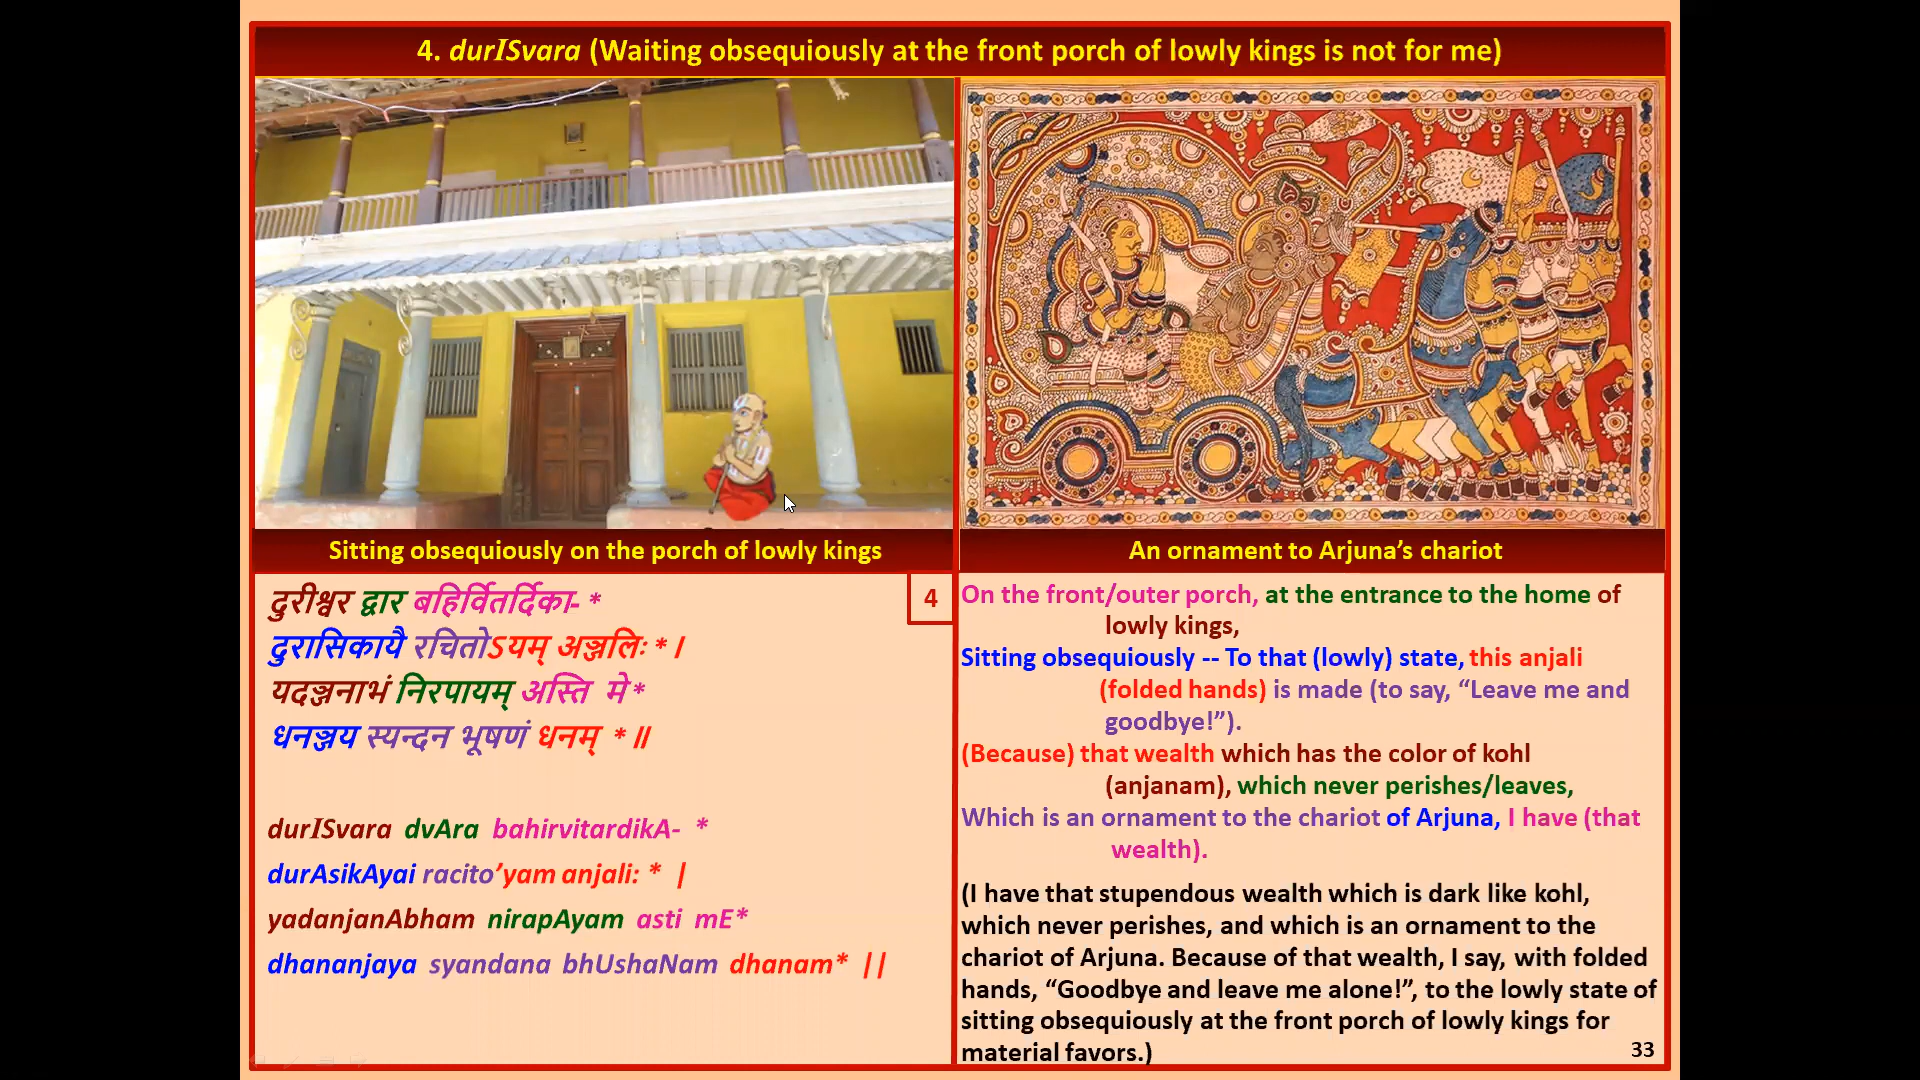 4. durISvara (Waiting obsequiously at the front porch of lowly kings is not for me)
Sitting obsequiously on the porch of lowly kings
दुरीश्वर द्वार बहिर्वितर्दिका- *
दुरासिकायै रचितोऽयम् अञ्जलिः * ।
यदञ्जनाभं निरपायम् अस्ति मे *
धनञ्जय स्यन्दन भूषणं धनम् * ॥
durISvara dvAra bahirvitardikA- *
durAsikAyai racito’yam anjali: * |
yadanjanAbham nirapAyam asti mE*
dhananjaya syandana bhUshaNam dhanam* ||
4
An ornament to Arjuna’s chariot
On the front/outer porch, at the entrance to the home of
lowly kings,
Sitting obsequiously -- To that (lowly) state, this anjali
(folded hands) is made (to say, “Leave me and
goodbye!”).
(Because) that wealth which has the color of kohl
(anjanam), which never perishes/leaves,
Which is an ornament to the chariot of Arjuna, I have (that
wealth).
(I have that stupendous wealth which is dark like kohl,
which never perishes, and which is an ornament to the
chariot of Arjuna. Because of that wealth, I say, with folded
hands, “Goodbye and leave me alone!”, to the lowly state of
sitting obsequiously at the front porch of lowly kings for
material favors.)
33